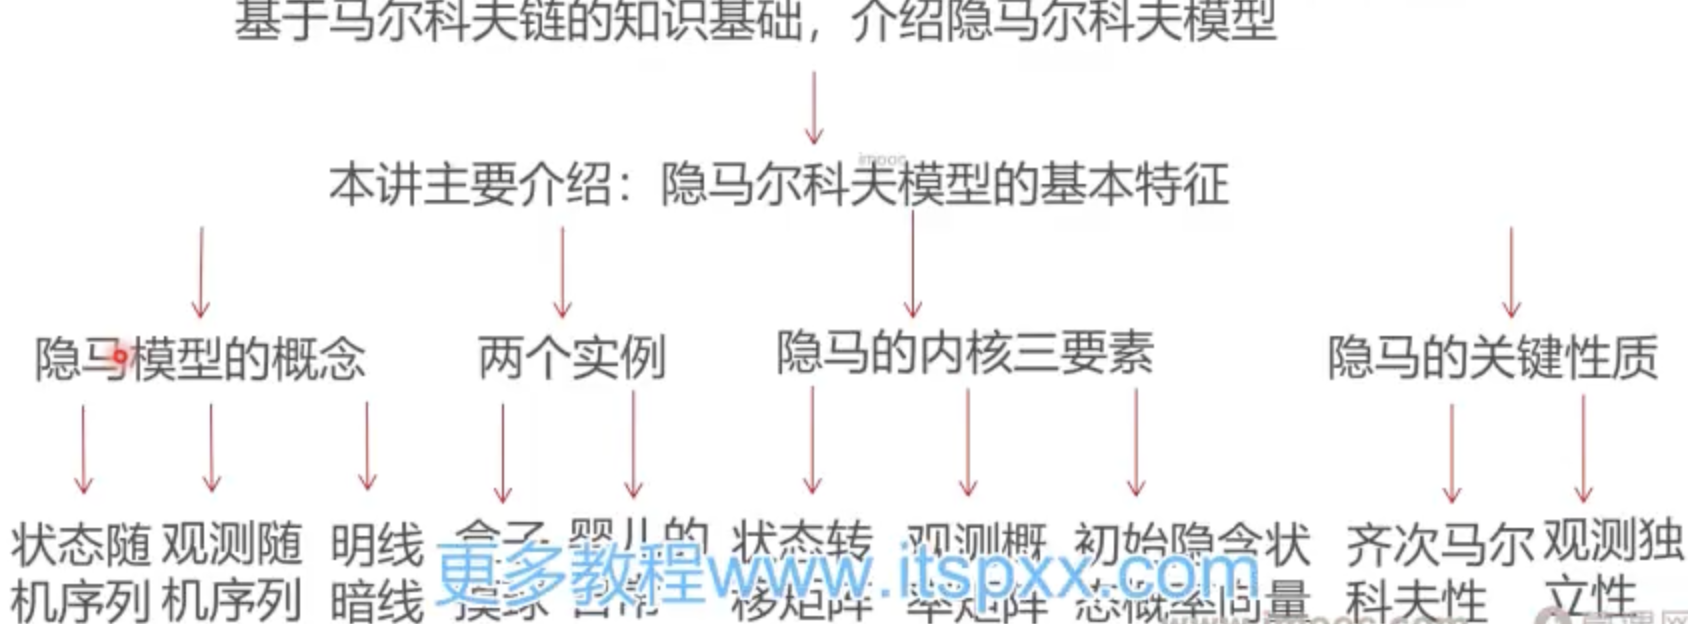 基于马尔科夫链的知识基础，介绍隐马尔科夫模型
imooc
本讲主要介绍：隐马尔科夫模型的基本特征
隐马模型的概念
两个实例
隐马的内核三要素
隐马的关键性质
状态随
机序列
观测随
机序列
明线
暗线
盒子
摸球
婴儿的
日常
状态转
移矩阵
观测概
率矩阵
初始隐含状
态概率向量
齐次马尔
科夫性
观测独
立性
更多教程www.itspxx.com